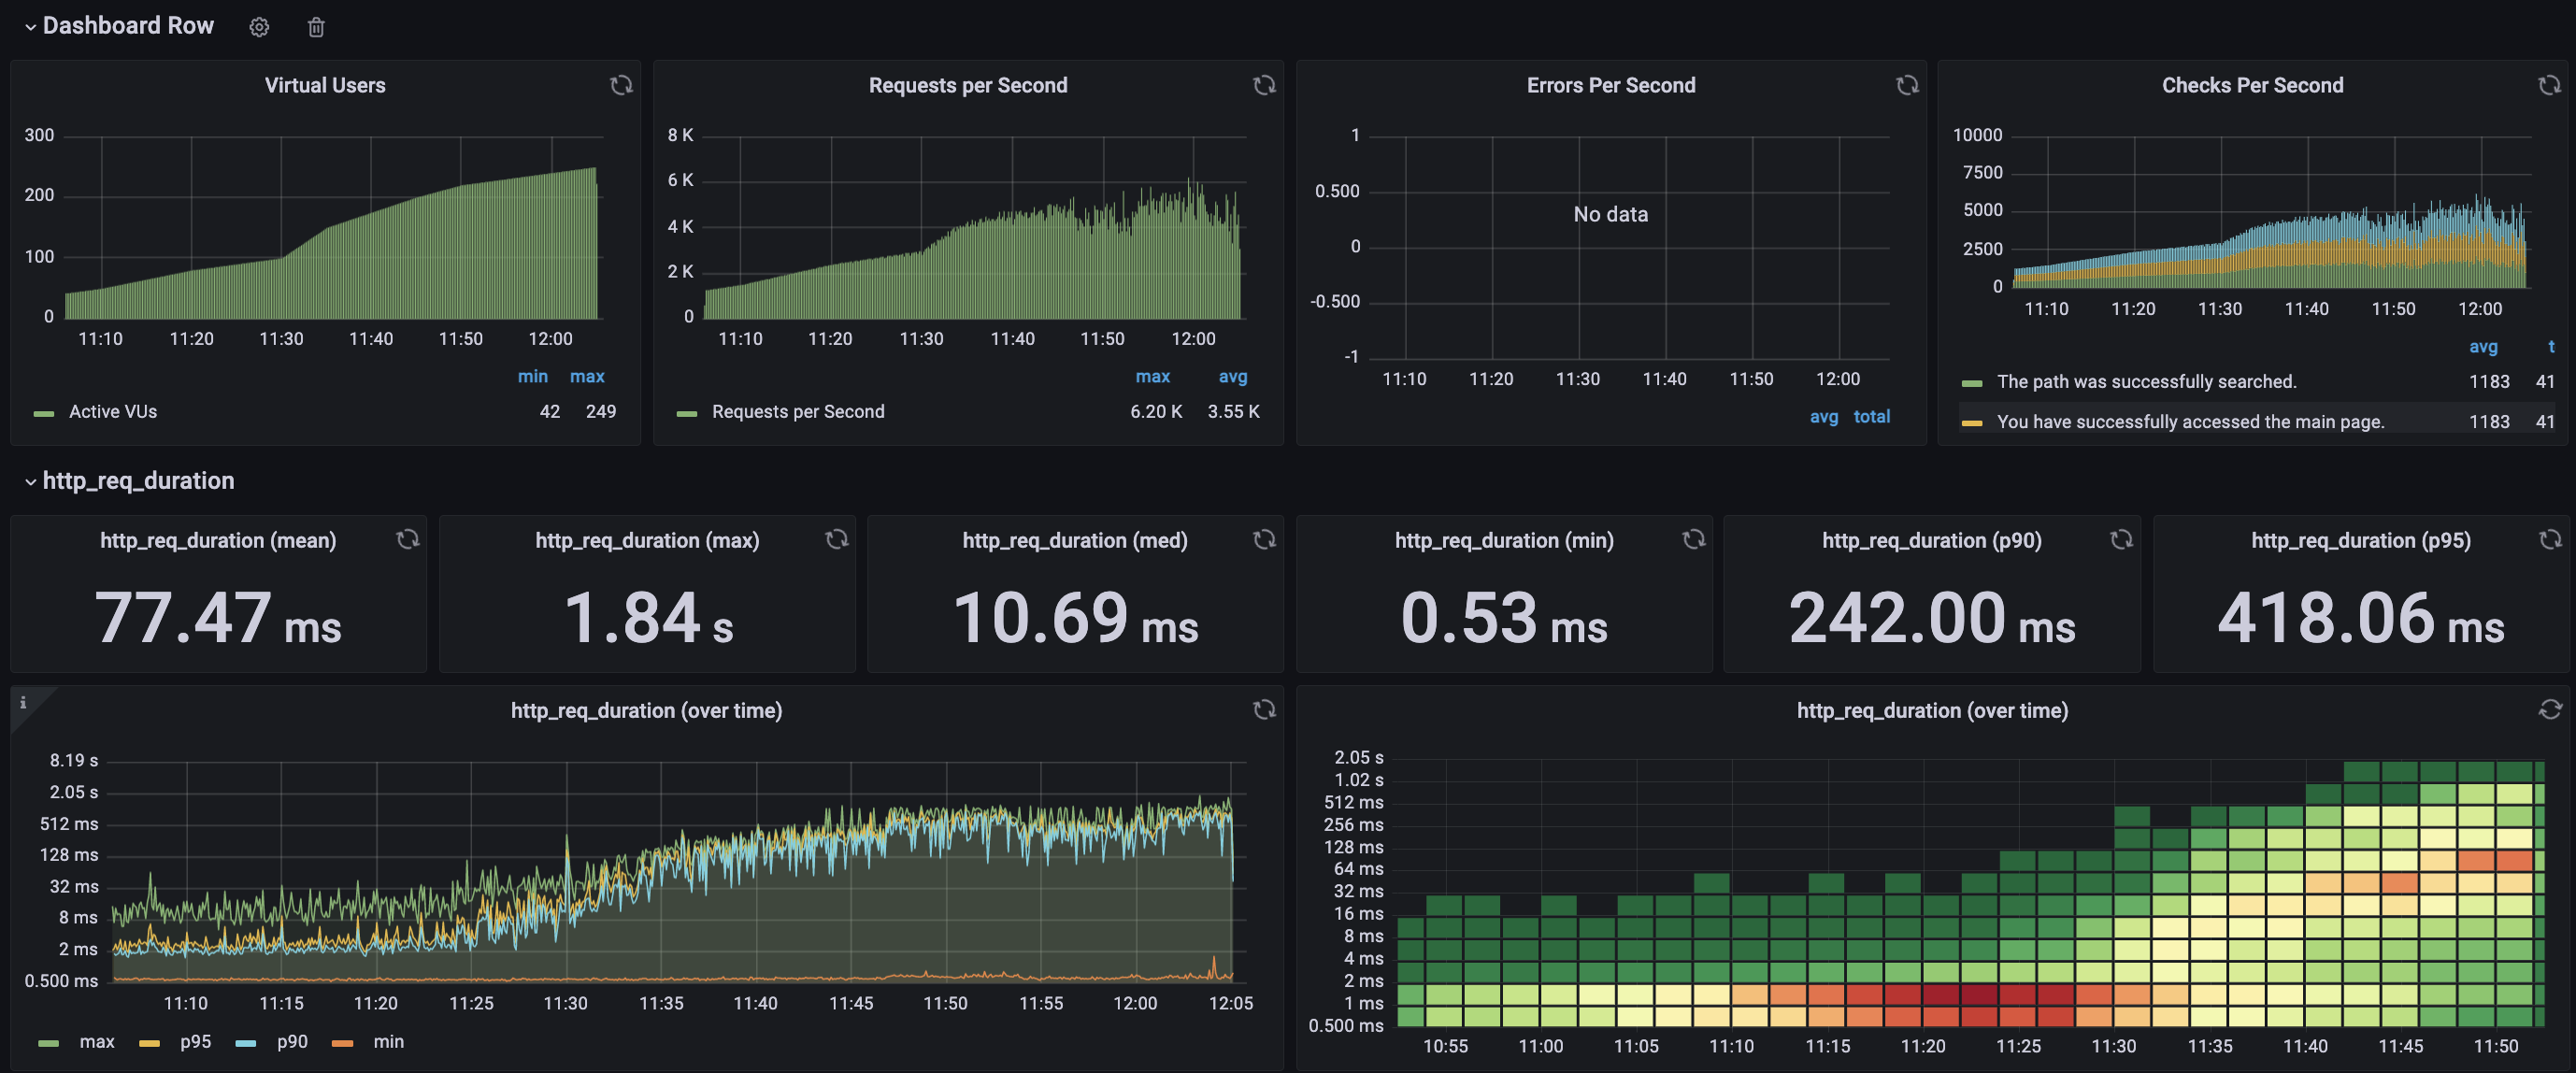 Dashboard Row
Virtual Users
300
200
100
0
11:10 11:20 11:30 11:40 11:50 12:00
min max
Active VUs 42 249
Requests per Second
8 K
6 K
4 K
2 K
0
11:10 11:20 11:30 11:40 11:50 12:00
max avg
Requests per Second 6.20 K 3.55 K
Errors Per Second
1
0.500
0
-0.500
-1
No data
11:10 11:20 11:30 11:40 11:50 12:00
avg total
Checks Per Second
10000
7500
5000
2500
0
11:10 11:20 11:30 11:40 11:50 12:00
avg t
The path was successfully searched. 1183 41
You have successfully accessed the main page. 1183 41
http_req_duration
http_req_duration (mean)
77.47 ms
http_req_duration (max)
1.84 s
http_req_duration (med)
10.69 ms
http_req_duration (min)
0.53 ms
http_req_duration (p90)
242.00 ms
http_req_duration (p95)
418.06 ms
i
http_req_duration (over time)
8.19 s
2.05 s
512 ms
128 ms
32 ms
8 ms
2 ms
0.500 ms
11:10 11:15 11:20 11:25 11:30 11:35 11:40 11:45 11:50 11:55 12:00 12:05
max p95 p90 min
http_req_duration (over time)
2.05 s
1.02 s
512 ms
256 ms
128 ms
64 ms
32 ms
16 ms
8 ms
4 ms
2 ms
1 ms
0.500 ms
10:55 11:00 11:05 11:10 11:15 11:20 11:25 11:30 11:35 11:40 11:45 11:50